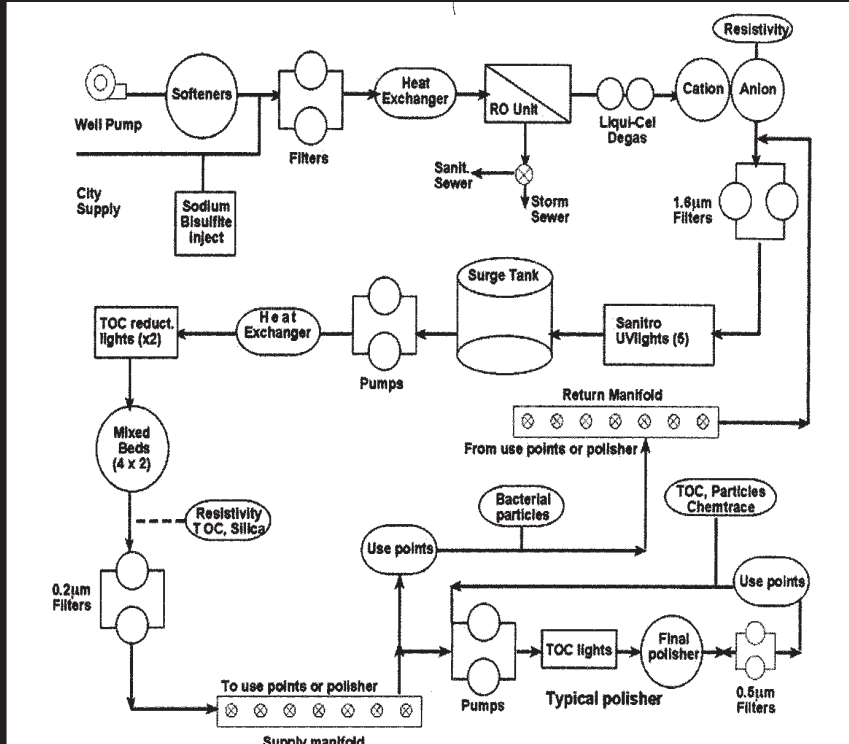 Resistivity
Well Pump
Softeners
Filters
Heat
Exchanger
RO Unit
Liqui-Cel
Degas
Cation
Anion
City
Supply
Sodium
Bisulfite
inject
Sanit.
Sewer
Storm
Sewer
1.6µm
Filters
TOC reduct.
lights (x2)
Heat
Exchanger
Pumps
Surge Tank
Sanitro
UVlights (5)
Return Manifold
From use points or polisher
Mixed
Beds
(4 x 2)
Resistivity
TOC, Silica
Bacterial
particles
TOC, Particles
Chemtrace
Use points
Use points
0.2µm
Filters
Pumps
TOC lights
Final
polisher
0.5µm
Filters
Typical polisher
To use points or polisher
Supply manifold